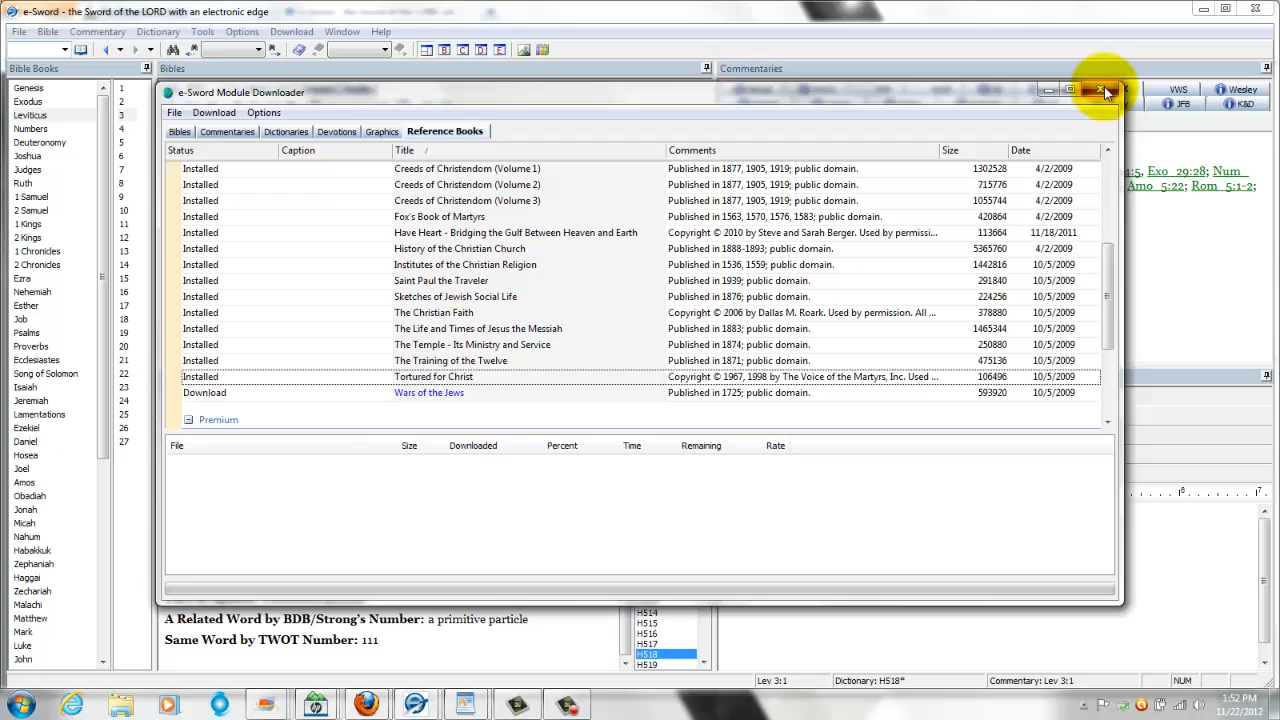 e-Sword - the Sword of the LORD with an electronic edge
File Bible Commentary Dictionary Tools Options Download Window Help
B C D E
Bible Books Bibles Commentaries
e-Sword Module Downloader
File Download Options
Bibles Commentaries Dictionaries Devotions Graphics Reference Books
Status Caption Title / Comments Size Date
Installed Creeds of Christendom (Volume 1) Published in 1877, 1905, 1919; public domain. 1302528 4/2/2009
Installed Creeds of Christendom (Volume 2) Published in 1877, 1905, 1919; public domain. 715776 4/2/2009
Installed Creeds of Christendom (Volume 3) Published in 1877, 1905, 1919; public domain. 1055744 4/2/2009
Installed Fox's Book of Martyrs Published in 1563, 1570, 1576, 1583; public domain. 420864 4/2/2009
Installed Have Heart - Bridging the Gulf Between Heaven and Earth Copyright © 2010 by Steve and Sarah Berger. Used by permissi... 113664 11/18/2011
Installed History of the Christian Church Published in 1888-1893; public domain. 5365760 4/2/2009
Installed Institutes of the Christian Religion Published in 1536, 1559; public domain. 1442816 10/5/2009
Installed Saint Paul the Traveler Published in 1939; public domain. 291840 10/5/2009
Installed Sketches of Jewish Social Life Published in 1876; public domain. 224256 10/5/2009
Installed The Christian Faith Copyright © 2006 by Dallas M. Roark. Used by permission. All ... 378880 10/5/2009
Installed The Life and Times of Jesus the Messiah Published in 1883; public domain. 1465344 10/5/2009
Installed The Temple - Its Ministry and Service Published in 1874; public domain. 250880 10/5/2009
Installed The Training of the Twelve Published in 1871; public domain. 475136 10/5/2009
Installed Tortured for Christ Copyright © 1967, 1998 by The Voice of the Martyrs, Inc. Used ... 106496 10/5/2009
Download Wars of the Jews Published in 1725; public domain. 593920 10/5/2009
Premium
File Size Downloaded Percent Time Remaining Rate
Genesis
Exodus
Leviticus
Numbers
Deuteronomy
Joshua
Judges
Ruth
1 Samuel
2 Samuel
1 Kings
2 Kings
1 Chronicles
2 Chronicles
Ezra
Nehemiah
Esther
Job
Psalms
Proverbs
Ecclesiastes
Song of Solomon
Isaiah
Jeremiah
Lamentations
Ezekiel
Daniel
Hosea
Joel
Amos
Obadiah
Jonah
Micah
Nahum
Habakkuk
Zephaniah
Haggai
Zechariah
Malachi
Matthew
Mark
Luke
John
1
2
3
4
5
6
7
8
9
10
11
12
13
14
15
16
17
18
19
20
21
22
23
24
25
26
27
VWS Wesley
JFB K&D
4:5, Exo_29:28; Num_
Amo_5:22; Rom_5:1-2;
6 7
A Related Word by BDB/Strong's Number: a primitive particle
Same Word by TWOT Number: 111
H514
H515
H516
H517
H518
H519
Lev 3:1 Dictionary: H518* Commentary: Lev 3:1 NUM
1:52 PM
11/22/2012